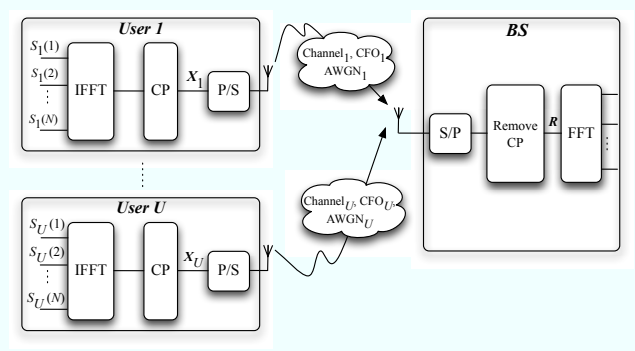 User 1
S1(1)
S1(2)
S1(N)
IFFT
CP
X1
P/S
Channel1, CFO1
AWGN1
BS
S/P
Remove
CP
R
FFT
User U
SU(1)
SU(2)
SU(N)
IFFT
CP
XU
P/S
ChannelU, CFOU,
AWGNU